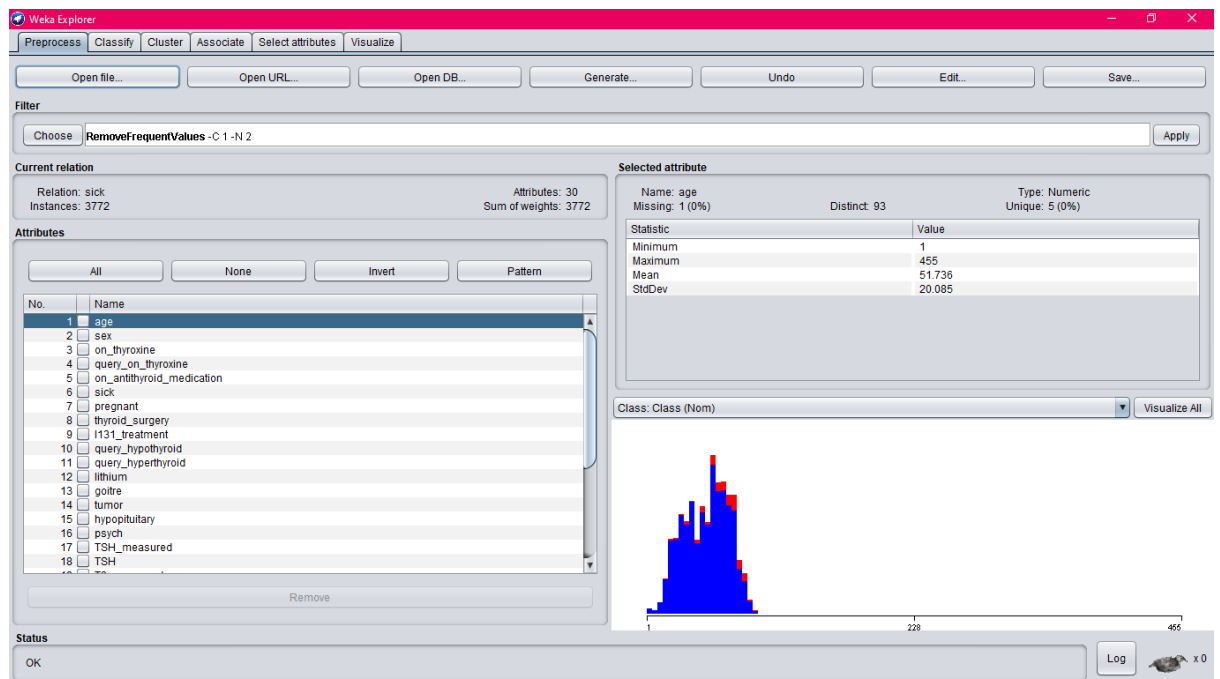 Weka Explorer
Preprocess Classify Cluster Associate Select attributes Visualize
Open file... Open URL... Open DB... Generate... Undo Edit... Save...
Filter
Choose RemoveFrequentValues -C 1 -N 2 Apply
Current relation
Relation: sick Attributes: 30
Instances: 3772 Sum of weights: 3772
Attributes
All None Invert Pattern
No. Name
1 age
2 sex
3 on_thyroxine
4 query_on_thyroxine
5 on_antithyroid_medication
6 sick
7 pregnant
8 thyroid_surgery
9 I131_treatment
10 query_hypothyroid
11 query_hyperthyroid
12 lithium
13 goitre
14 tumor
15 hypopituitary
16 psych
17 TSH_measured
18 TSH
Remove
Selected attribute
Name: age Type: Numeric
Missing: 1 (0%) Distinct: 93 Unique: 5 (0%)
Statistic Value
Minimum 1
Maximum 455
Mean 51.736
StdDev 20.085
Class: Class (Nom) Visualize All
1 228 455
Status
OK Log x 0